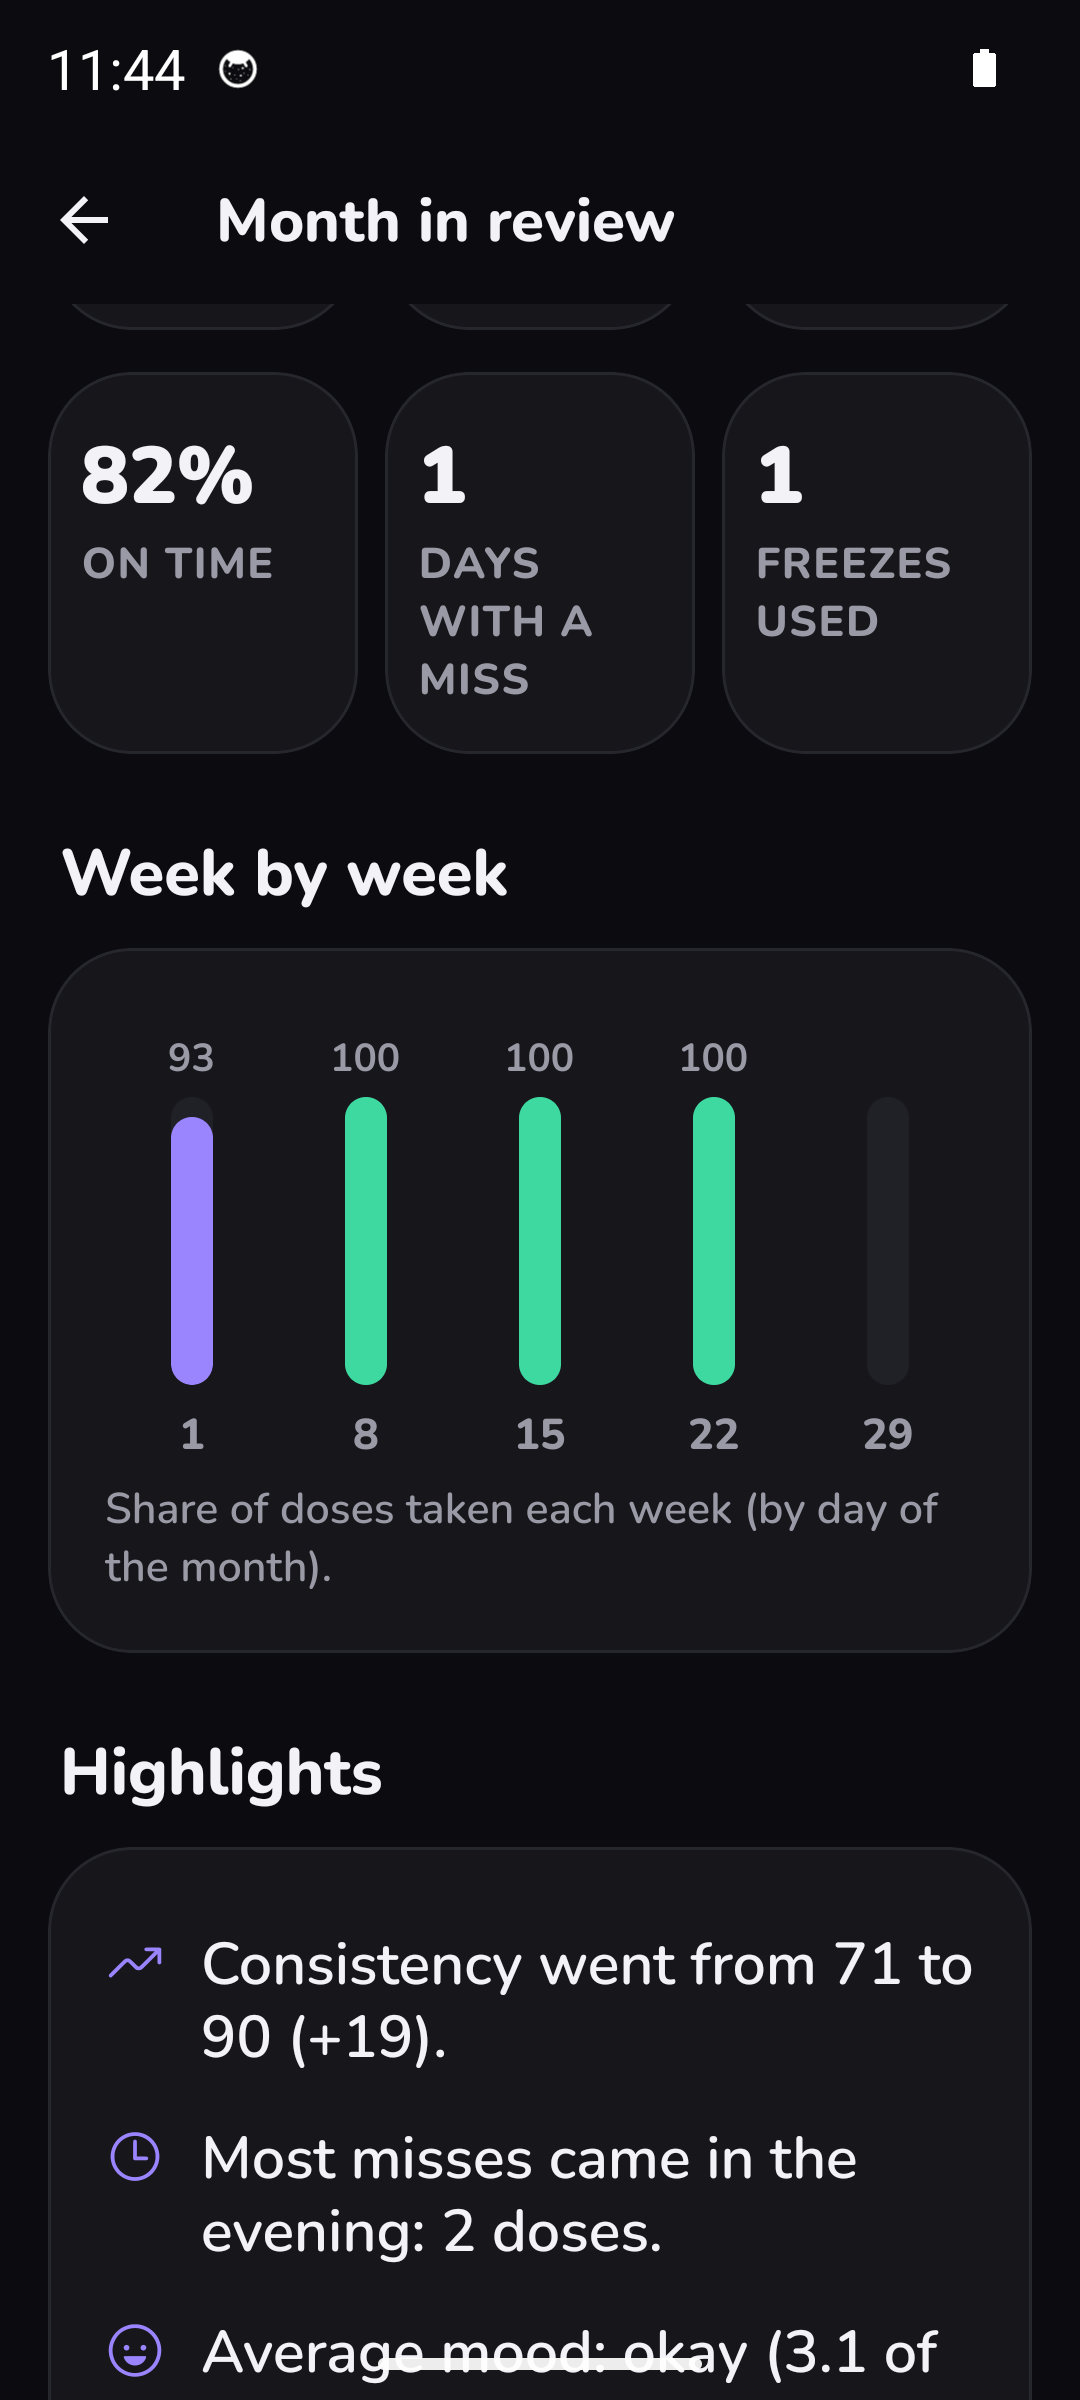 11:44
Month in review
82%
ON TIME
1
DAYS
WITH A
MISS
1
FREEZES
USED
Week by week
93 100 100 100
1 8 15 22 29
Share of doses taken each week (by day of
the month).
Highlights
Consistency went from 71 to
90 (+19).
Most misses came in the
evening: 2 doses.
Average mood: okay (3.1 of